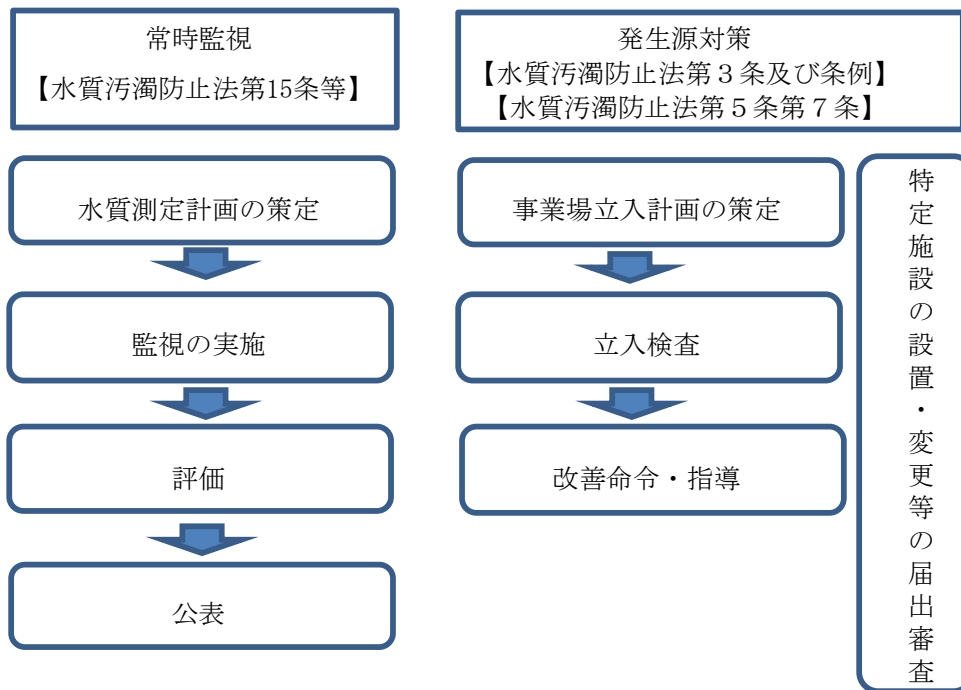 常時監視
【水質汚濁防止法第15条等】
水質測定計画の策定
監視の実施
評価
公表
発生源対策
【水質汚濁防止法第３条及び条例】
【水質汚濁防止法第５条第７条】
事業場立入計画の策定
立入検査
改善命令・指導
特定施設の設置・変更等の届出審査